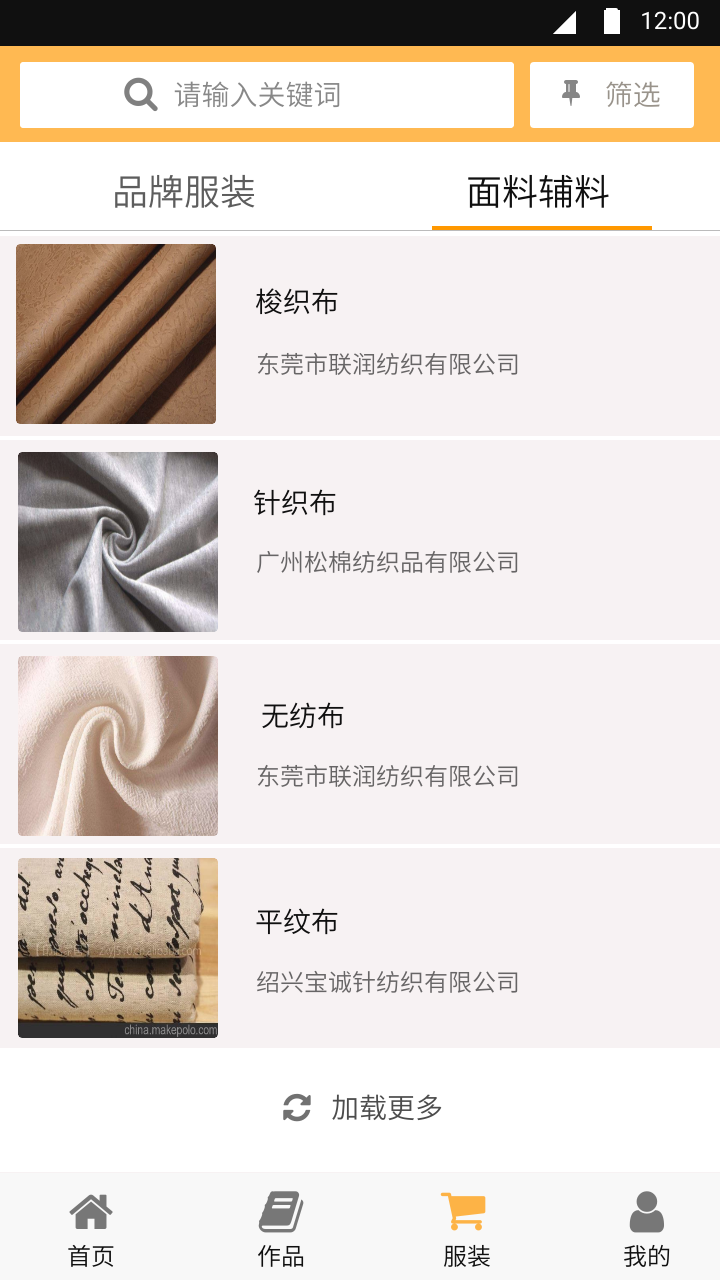 12:00
请输入关键词
筛选
品牌服装
面料辅料
梭织布
东莞市联润纺织有限公司
针织布
广州松棉纺织品有限公司
无纺布
东莞市联润纺织有限公司
平纹布
绍兴宝诚针纺织有限公司
china.makepolo.com
加载更多
首页
作品
服装
我的